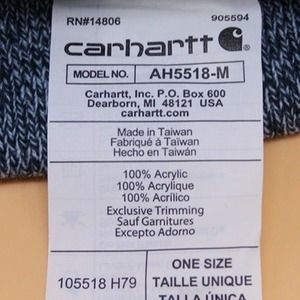 RN#14806 905594
carhartt
MODEL NO. AH5518-M
Carhartt, Inc. P.O. Box 600
Dearborn, MI 48121 USA
carhartt.com
Made in Taiwan
Fabriqué à Taïwan
Hecho en Taiwán
100% Acrylic
100% Acrylique
100% Acrílico
Exclusive Trimming
Sauf Garnitures
Excepto Adorno
105518 H79
ONE SIZE
TAILLE UNIQUE
TALLA ÚNICA